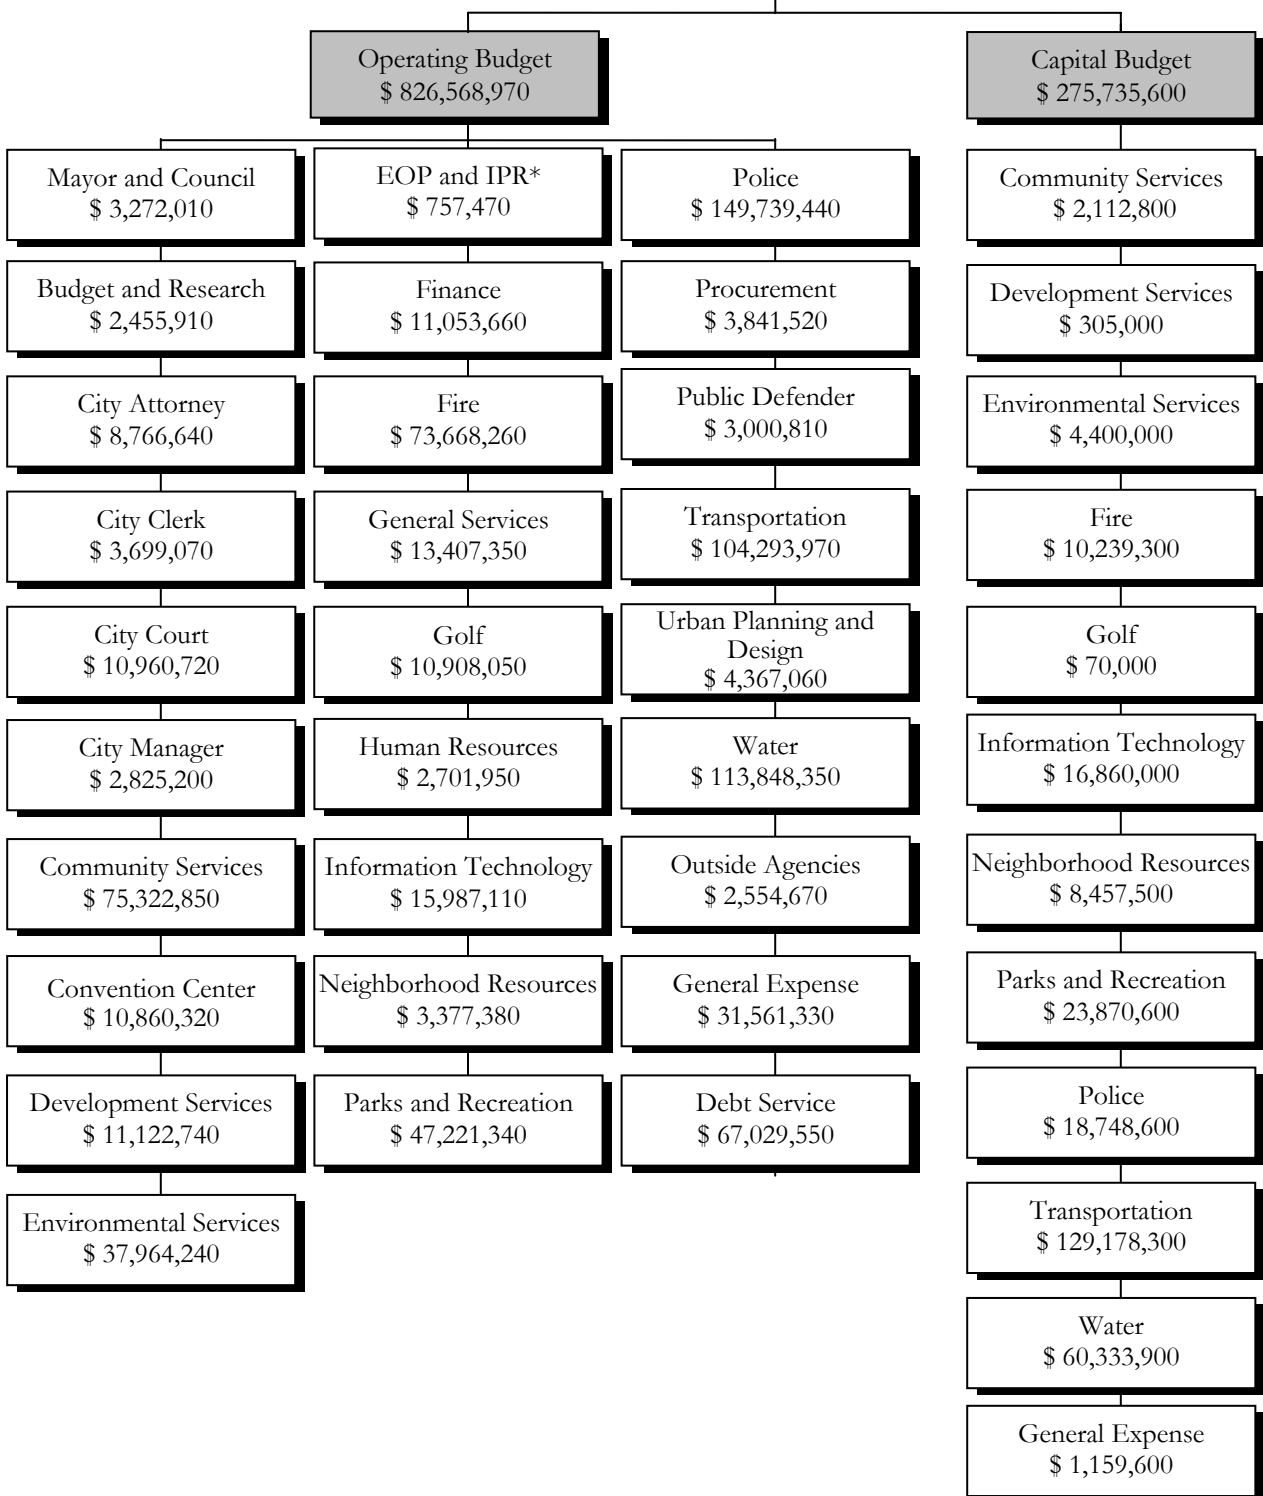 Operating Budget
$ 826,568,970
Capital Budget
$ 275,735,600
Mayor and Council
$ 3,272,010
Budget and Research
$ 2,455,910
City Attorney
$ 8,766,640
City Clerk
$ 3,699,070
City Court
$ 10,960,720
City Manager
$ 2,825,200
Community Services
$ 75,322,850
Convention Center
$ 10,860,320
Development Services
$ 11,122,740
Environmental Services
$ 37,964,240
EOP and IPR*
$ 757,470
Finance
$ 11,053,660
Fire
$ 73,668,260
General Services
$ 13,407,350
Golf
$ 10,908,050
Human Resources
$ 2,701,950
Information Technology
$ 15,987,110
Neighborhood Resources
$ 3,377,380
Parks and Recreation
$ 47,221,340
Police
$ 149,739,440
Procurement
$ 3,841,520
Public Defender
$ 3,000,810
Transportation
$ 104,293,970
Urban Planning and
Design
$ 4,367,060
Water
$ 113,848,350
Outside Agencies
$ 2,554,670
General Expense
$ 31,561,330
Debt Service
$ 67,029,550
Community Services
$ 2,112,800
Development Services
$ 305,000
Environmental Services
$ 4,400,000
Fire
$ 10,239,300
Golf
$ 70,000
Information Technology
$ 16,860,000
Neighborhood Resources
$ 8,457,500
Parks and Recreation
$ 23,870,600
Police
$ 18,748,600
Transportation
$ 129,178,300
Water
$ 60,333,900
General Expense
$ 1,159,600